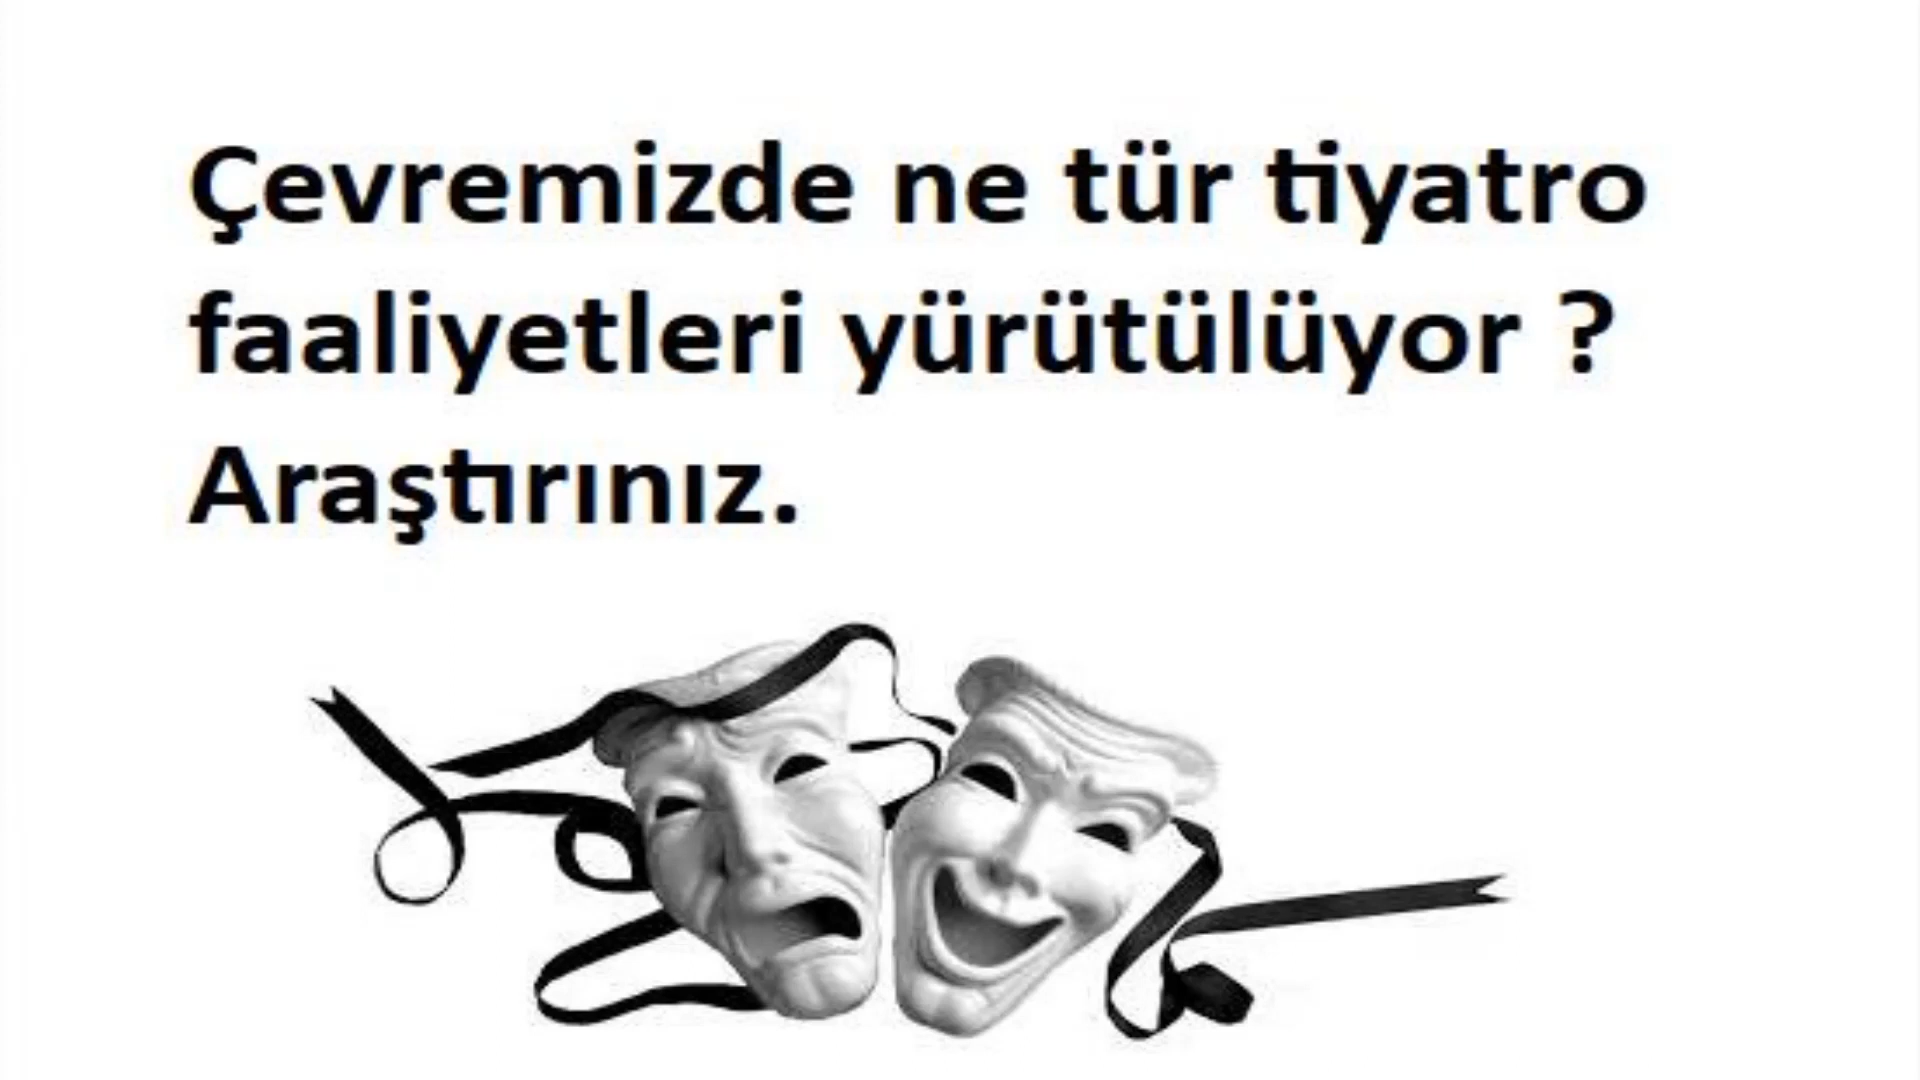 Çevremizde ne tür tiyatro
faaliyetleri yürütülüyor ?
Araştırınız.